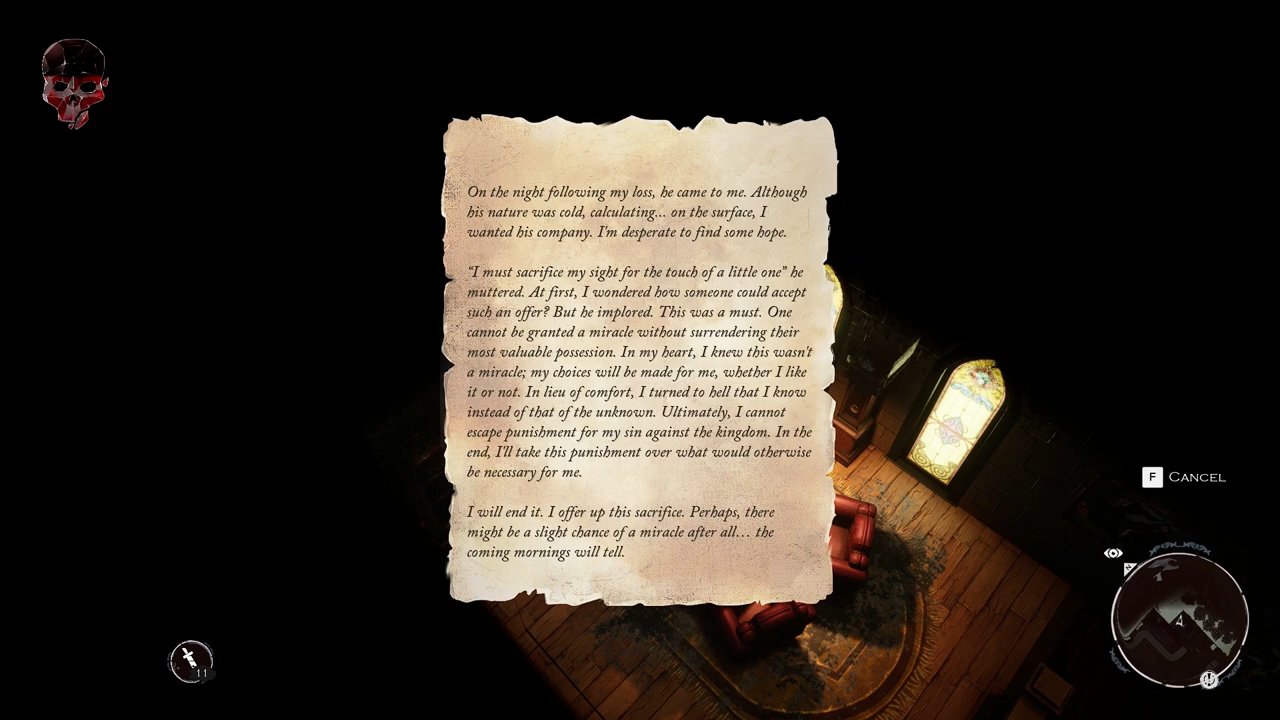 On the night following my loss, he came to me. Although
his nature was cold, calculating... on the surface, I
wanted his company. I'm desperate to find some hope.
“I must sacrifice my sight for the touch of a little one” he
muttered. At first, I wondered how someone could accept
such an offer? But he implored. This was a must. One
cannot be granted a miracle without surrendering their
most valuable possession. In my heart, I knew this wasn't
a miracle; my choices will be made for me, whether I like
it or not. In lieu of comfort, I turned to hell that I know
instead of that of the unknown. Ultimately, I cannot
escape punishment for my sin against the kingdom. In the
end, I'll take this punishment over what would otherwise
be necessary for me.
I will end it. I offer up this sacrifice. Perhaps, there
might be a slight chance of a miracle after all… the
coming mornings will tell.
F Cancel
11